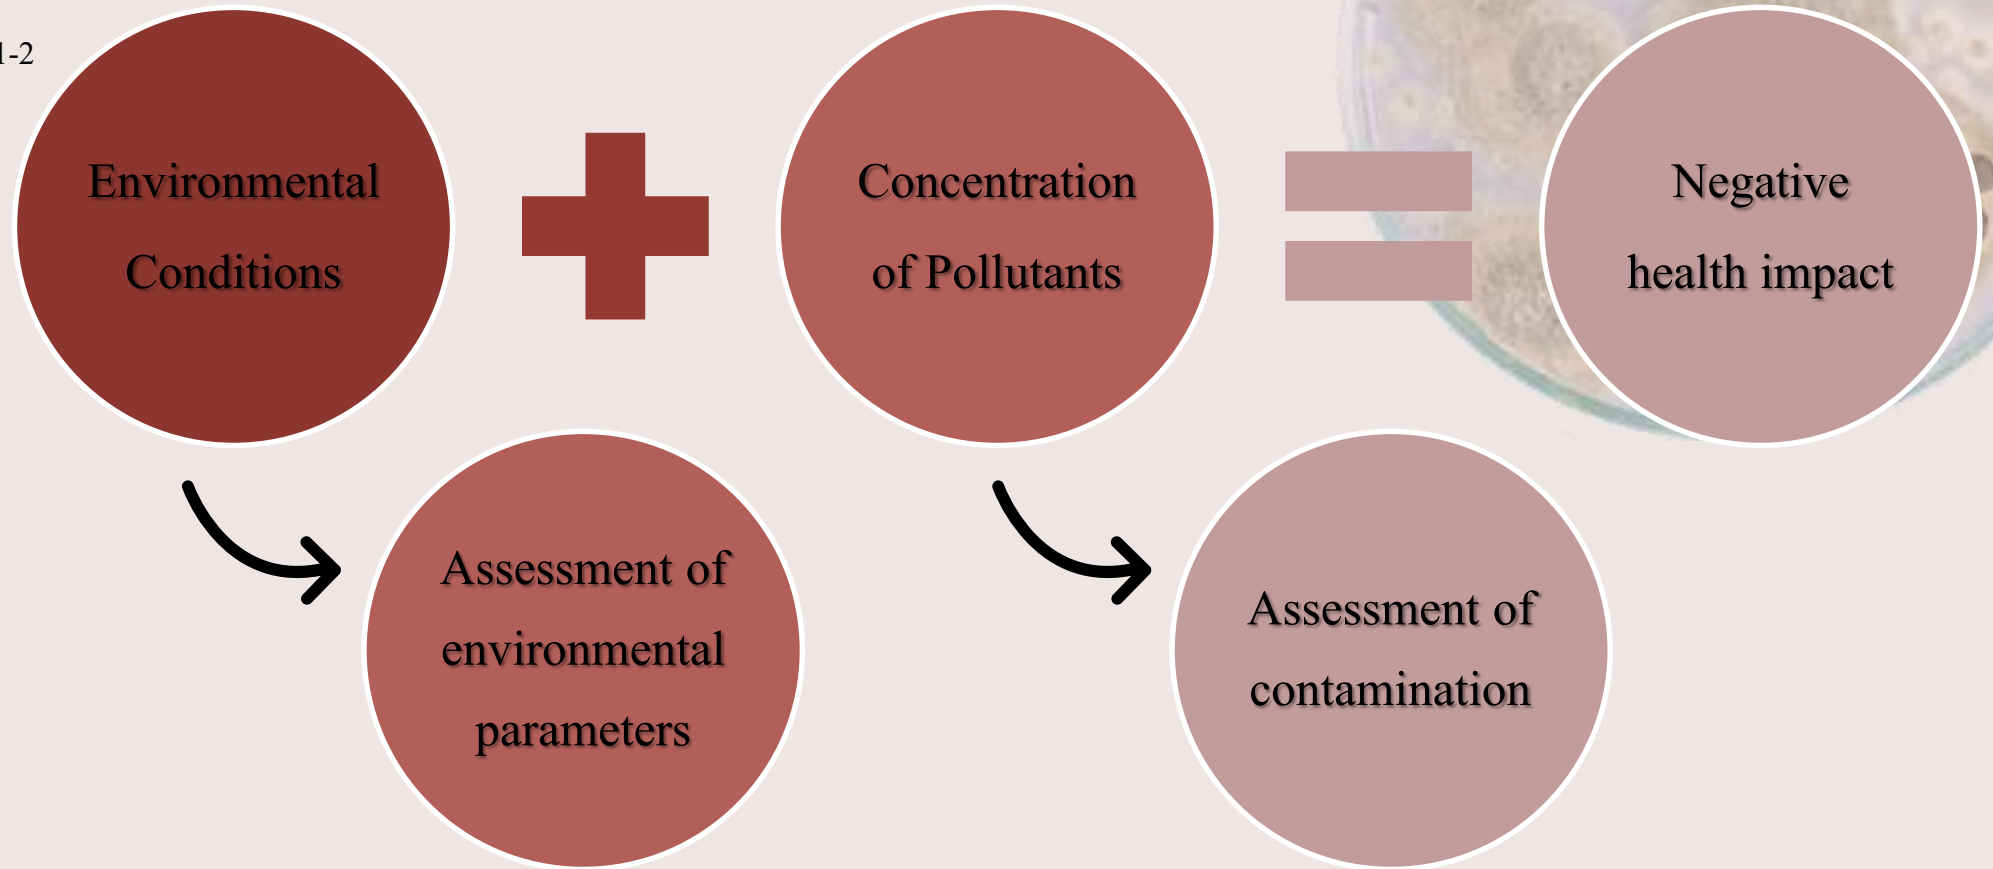 1-2
Environmental
Conditions
Concentration
of Pollutants
Negative
health impact
Assessment of
environmental
parameters
Assessment of
contamination